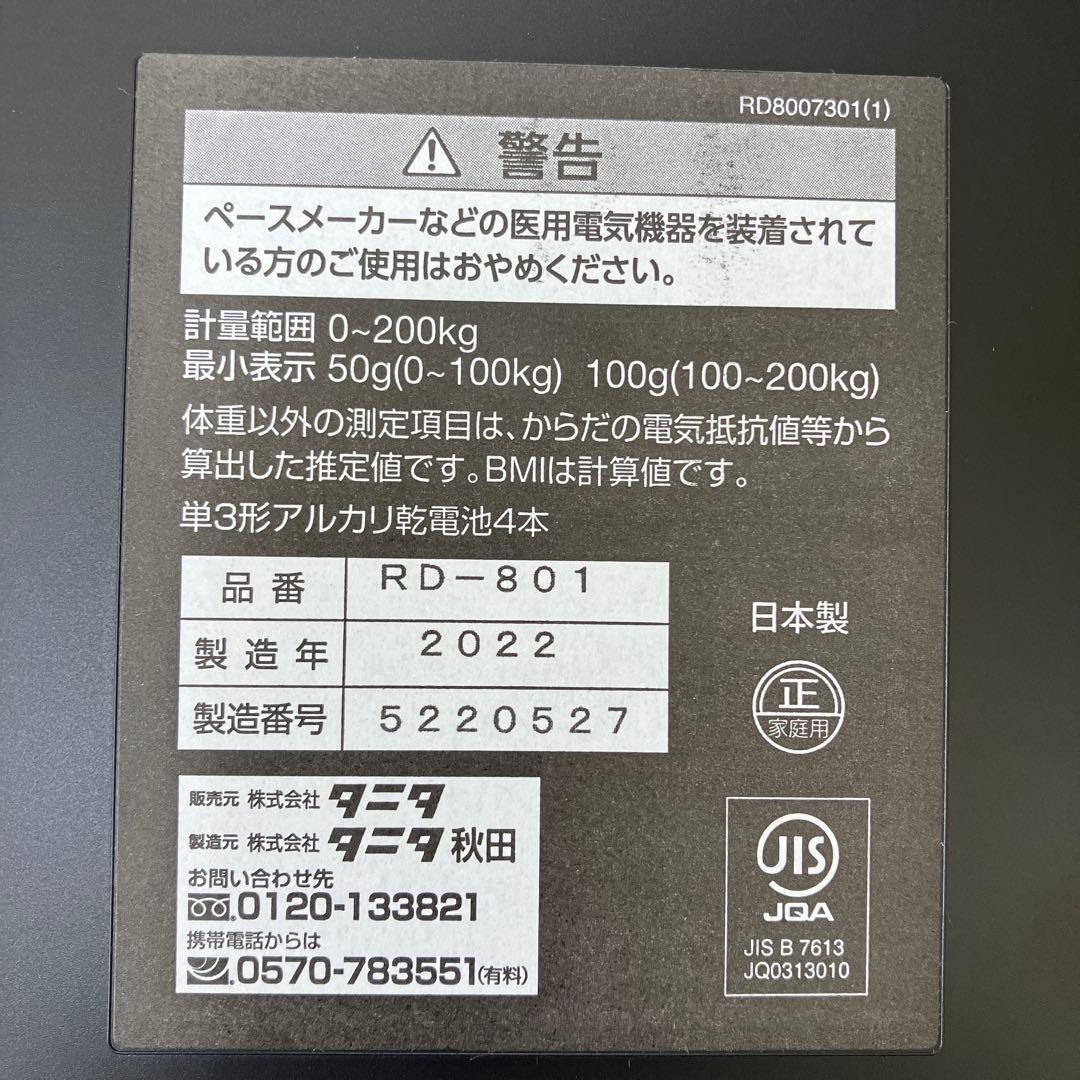 RD8007301(1)
警告
ペースメーカーなどの医用電気機器を装着されて
いる方のご使用はおやめください。
計量範囲 0~200kg
最小表示 50g(0~100kg) 100g(100~200kg)
体重以外の測定項目は、からだの電気抵抗値等から
算出した推定値です。BMIは計算値です。
単3形アルカリ乾電池4本
品番 RD-801
製造年 2022
製造番号 5220527
日本製
正
家庭用
販売元 株式会社 タニタ
製造元 株式会社 タニタ秋田
お問い合わせ先
0120-133821
携帯電話からは
0570-783551(有料)
JIS
JQA
JIS B 7613
JQ0313010